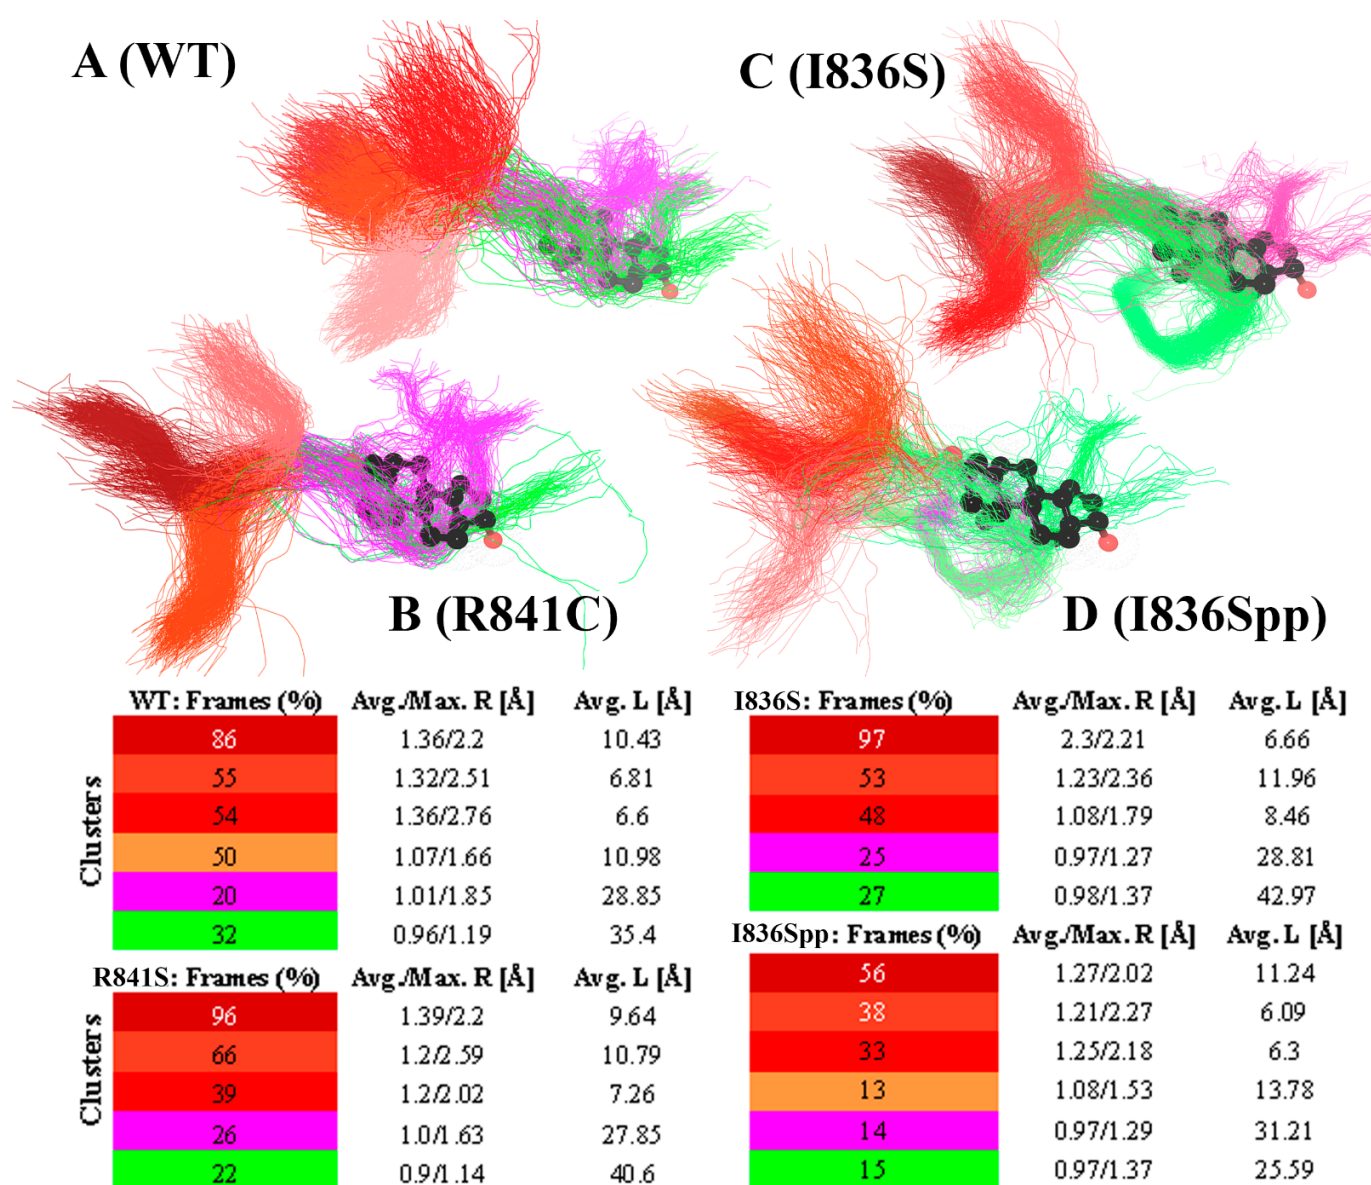 A (WT)
C (I836S)
B (R841C)
D (I836Spp)
WT: Frames (%) Avg./Max. R [Å] Avg. L [Å]
Clusters
86 1.36/2.2 10.43
55 1.32/2.51 6.81
54 1.36/2.76 6.6
50 1.07/1.66 10.98
20 1.01/1.85 28.85
32 0.96/1.19 35.4
R841S: Frames (%) Avg./Max. R [Å] Avg. L [Å]
Clusters
96 1.39/2.2 9.64
66 1.2/2.59 10.79
39 1.2/2.02 7.26
26 1.0/1.63 27.85
22 0.9/1.14 40.6
I836S: Frames (%) Avg./Max. R [Å] Avg. L [Å]
97 2.3/2.21 6.66
53 1.23/2.36 11.96
48 1.08/1.79 8.46
25 0.97/1.27 28.81
27 0.98/1.37 42.97
I836Spp: Frames (%) Avg./Max. R [Å] Avg. L [Å]
56 1.27/2.02 11.24
38 1.21/2.27 6.09
33 1.25/2.18 6.3
13 1.08/1.53 13.78
14 0.97/1.29 31.21
15 0.97/1.37 25.59